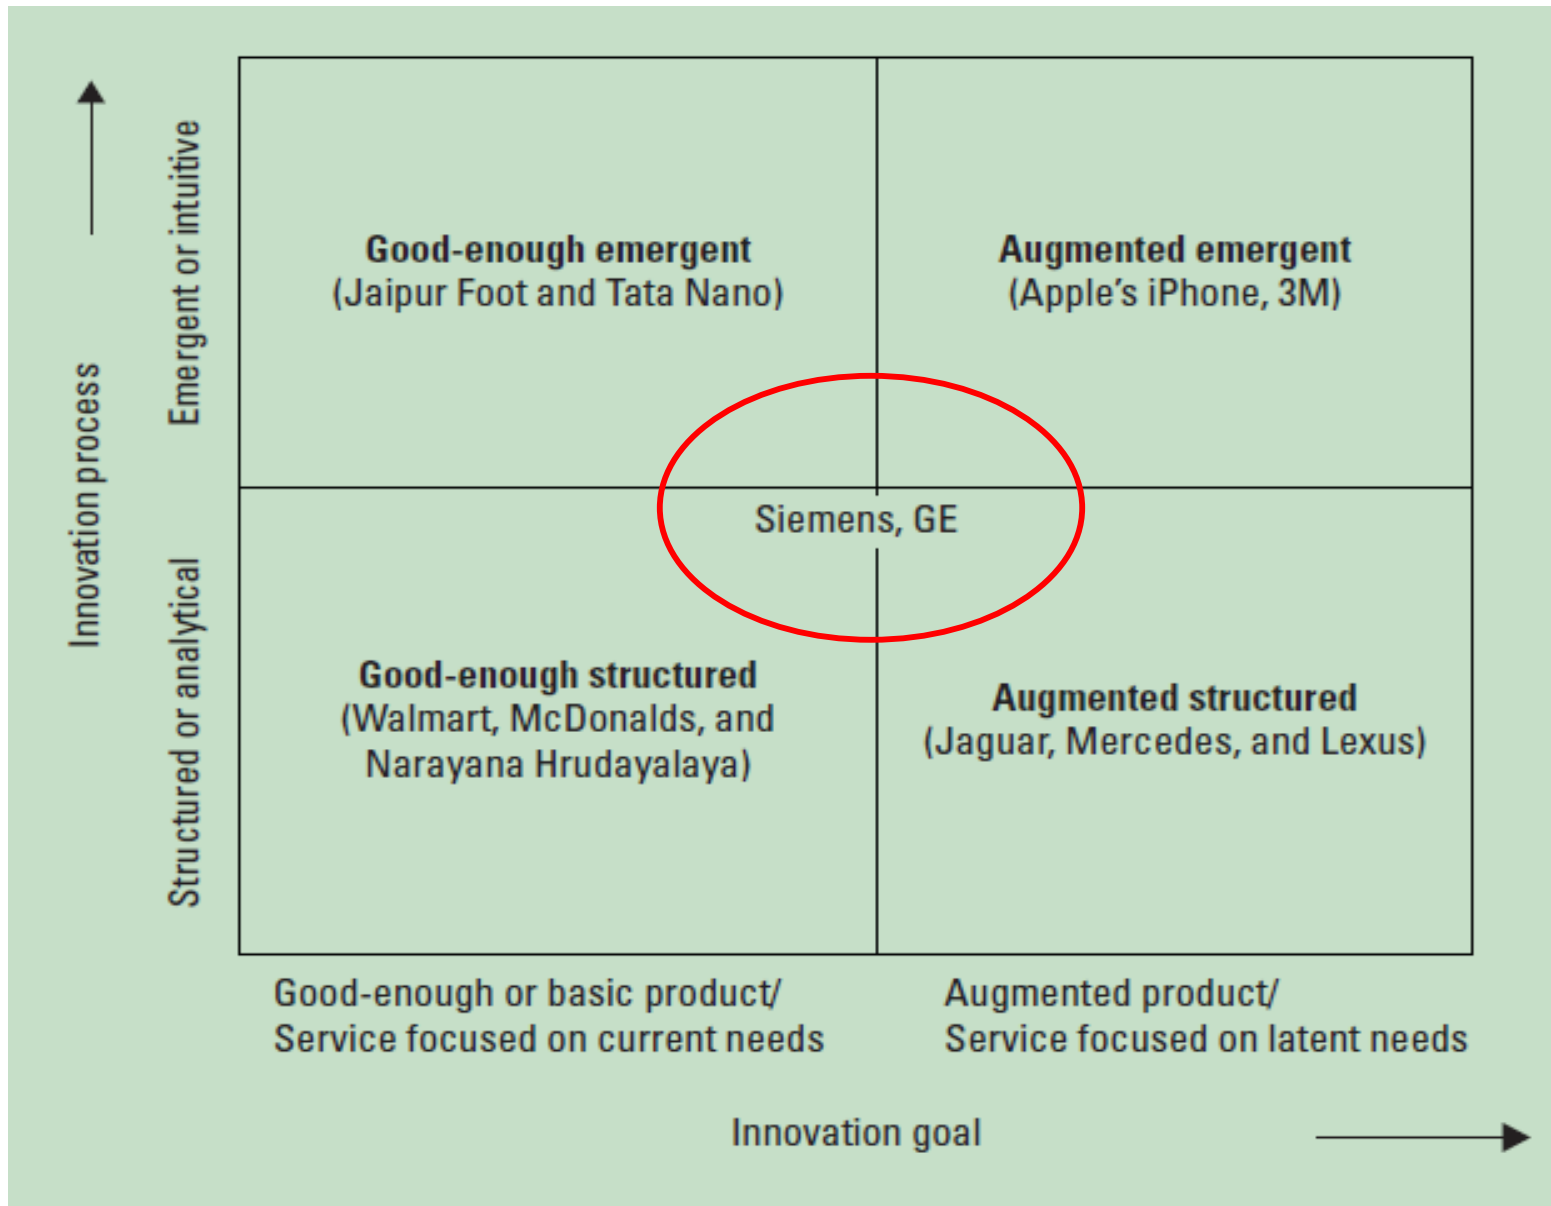 Innovation process
Emergent or intuitive
Structured or analytical
Good-enough emergent
(Jaipur Foot and Tata Nano)
Augmented emergent
(Apple's iPhone, 3M)
Siemens, GE
Good-enough structured
(Walmart, McDonalds, and
Narayana Hrudayalaya)
Augmented structured
(Jaguar, Mercedes, and Lexus)
Good-enough or basic product/
Service focused on current needs
Augmented product/
Service focused on latent needs
Innovation goal